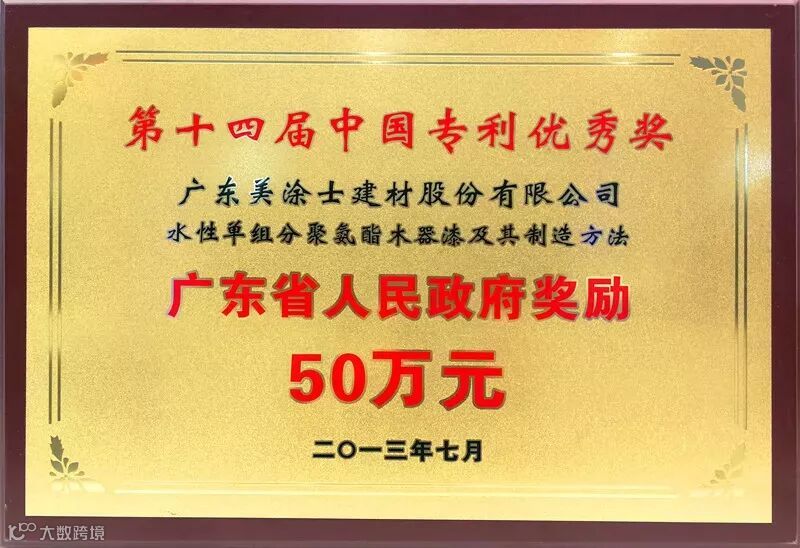 第十四届中国专利优秀奖
广东美涂士建材股份有限公司
水性单组分聚氨酯木器漆及其制造方法
广东省人民政府奖励
50万元
二〇一三年七月
大数跨境